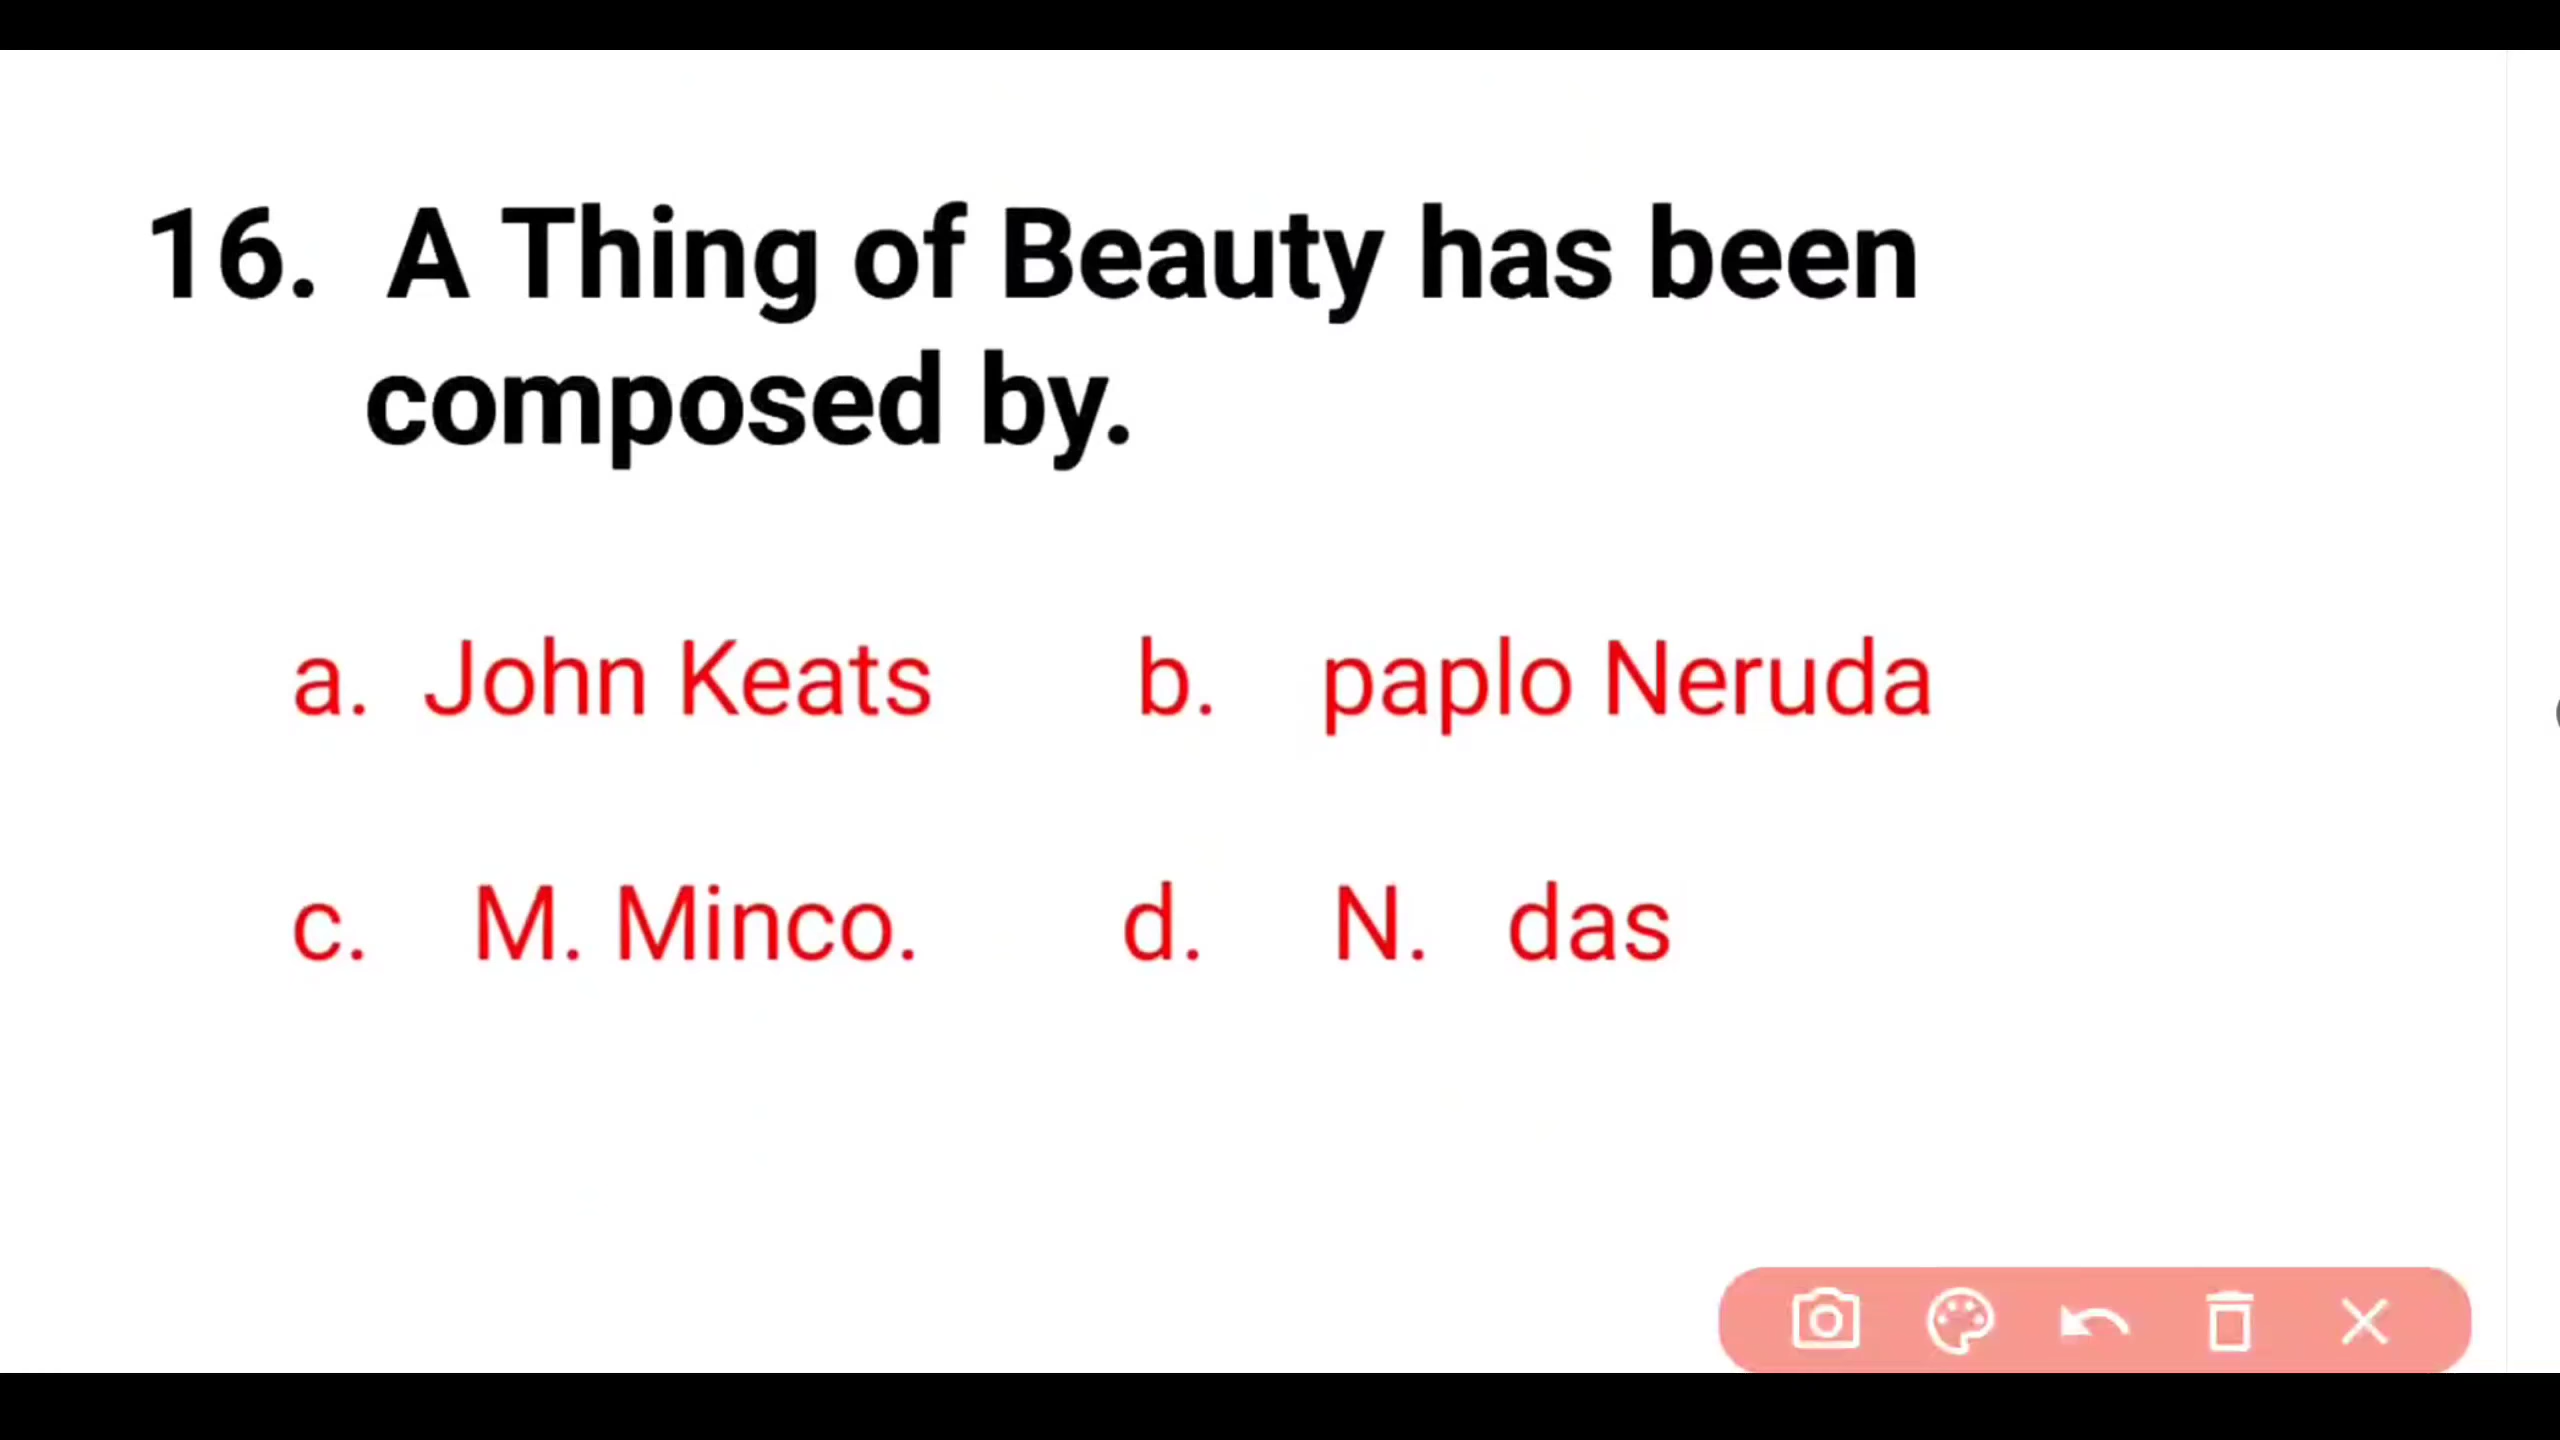 16. A Thing of Beauty has been
composed by.
a. John Keats b. paplo Neruda
c. M. Minco. d. N. das